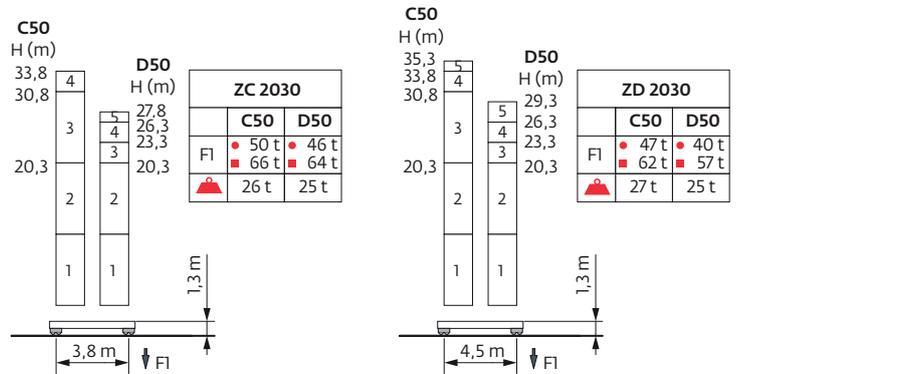 C50
H (m)
33,8
30,8
20,3
4
3
2
1
D50
H (m)
27,8
26,3
23,3
20,3
5
4
3
2
1
ZC 2030
C50 D50
F1 ● 50 t ● 46 t
■ 66 t ■ 64 t
26 t 25 t
1,3 m
3,8 m
F1
C50
H (m)
35,3
33,8
30,8
20,3
5
4
3
2
1
D50
H (m)
29,3
26,3
23,3
20,3
5
4
3
2
1
ZD 2030
C50 D50
F1 ● 47 t ● 40 t
■ 62 t ■ 57 t
27 t 25 t
1,3 m
4,5 m
F1